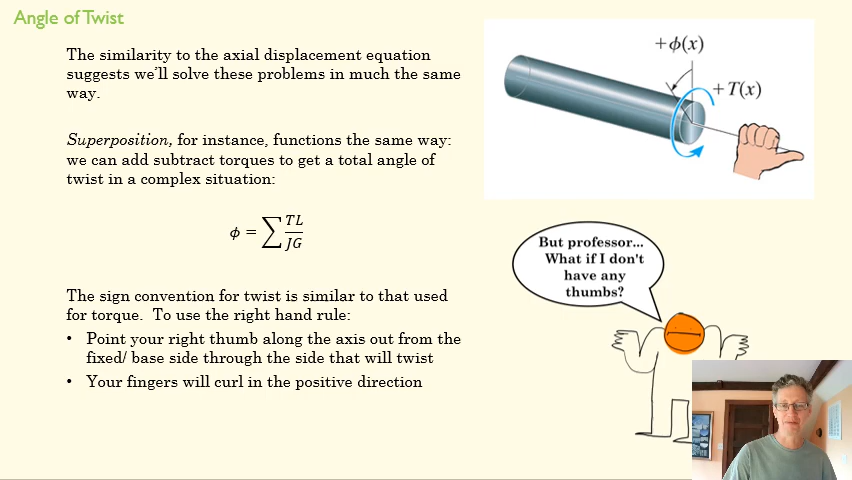 Angle of Twist
The similarity to the axial displacement equation
suggests we'll solve these problems in much the same
way.
Superposition, for instance, functions the same way:
we can add subtract torques to get a total angle of
twist in a complex situation:
ϕ = ∑ TL/JG
The sign convention for twist is similar to that used
for torque.  To use the right hand rule:
• Point your right thumb along the axis out from the
fixed/ base side through the side that will twist
• Your fingers will curl in the positive direction
+ϕ(x)
+T(x)
But professor...
What if I don't
have any
thumbs?